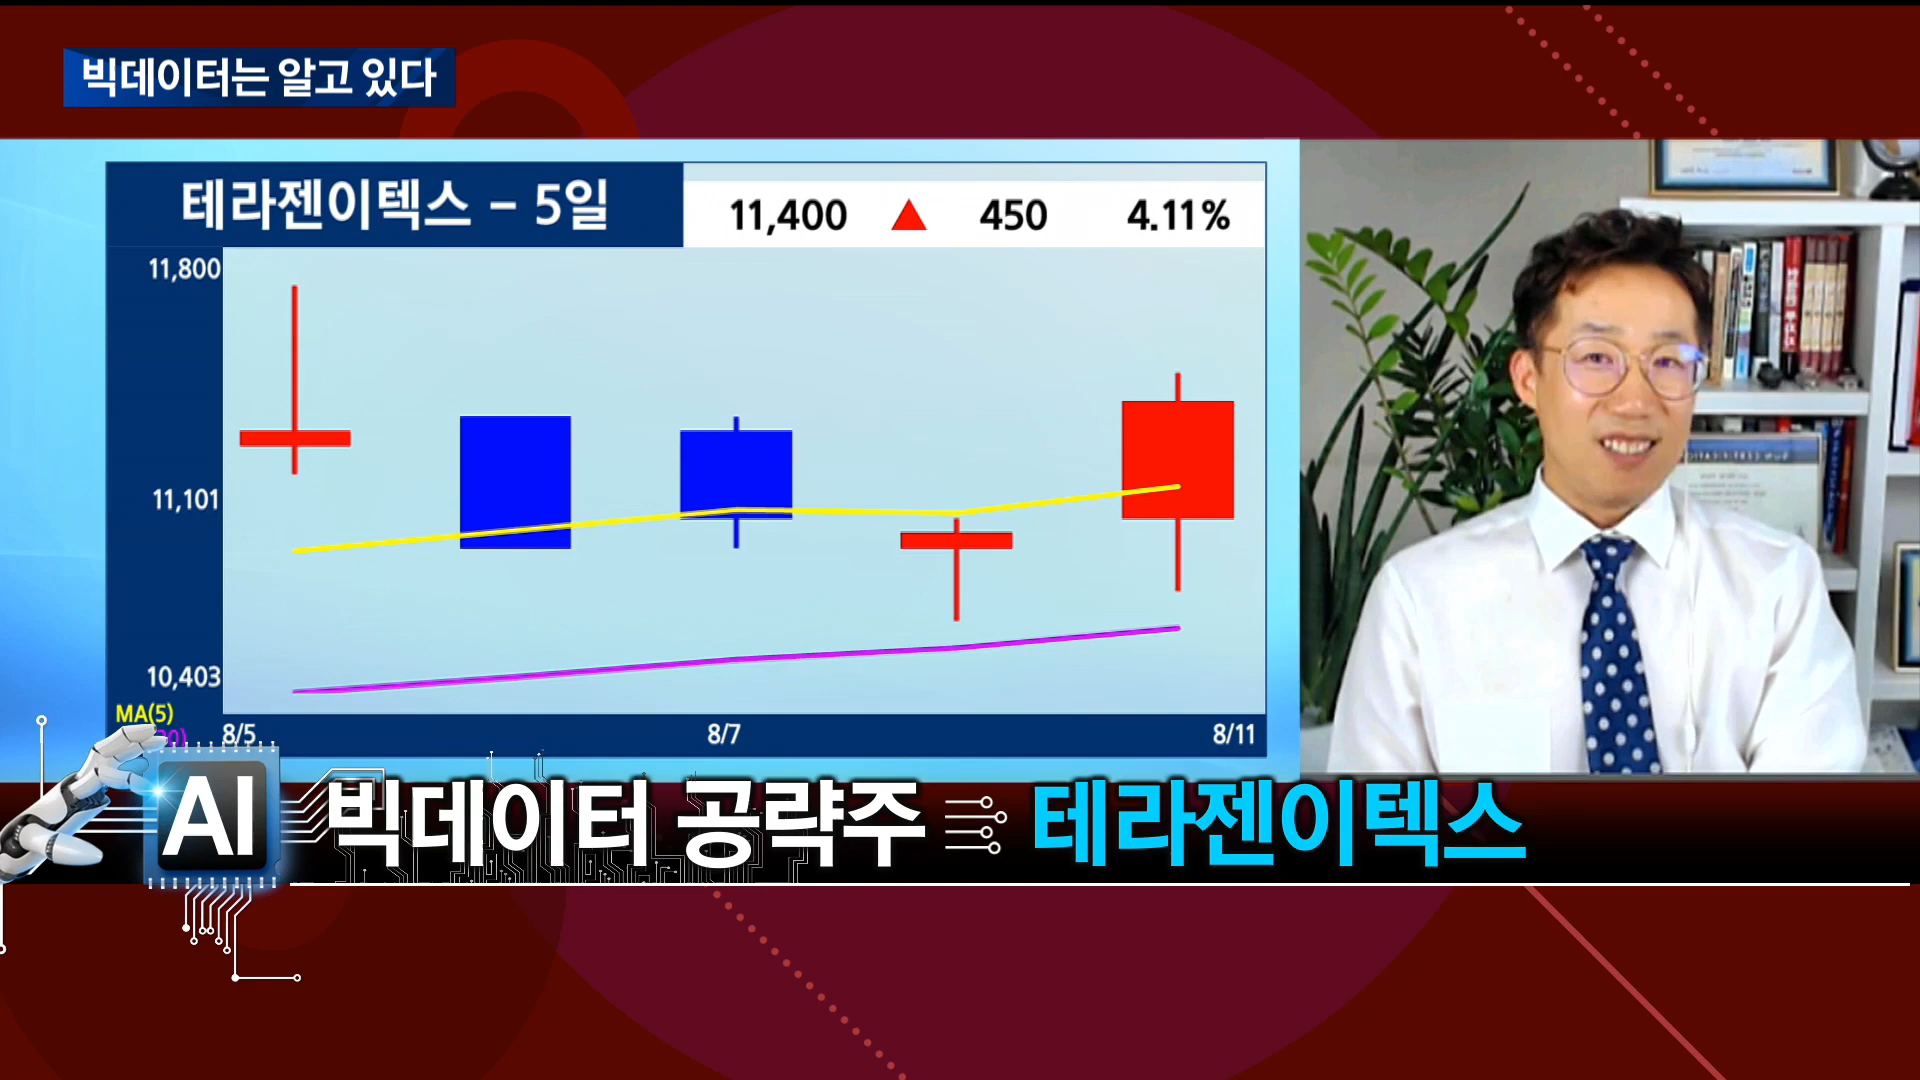 빅데이터는 알고 있다
테라젠이텍스 - 5일
11,400 ▲ 450 4.11%
11,800
11,101
10,403
MA(5)
8/5 8/7 8/11
AI 빅데이터 공략주 테라젠이텍스